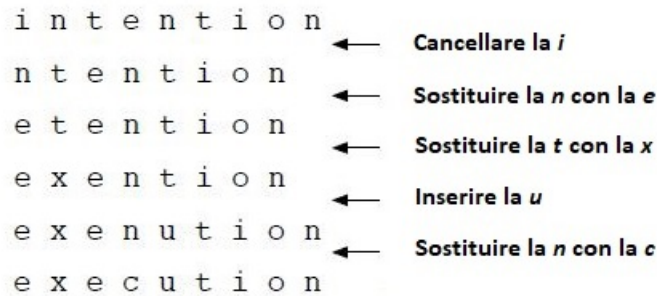 i n t e n t i o n
Cancellare la i
n t e n t i o n
Sostituire la n con la e
e t e n t i o n
Sostituire la t con la x
e x e n t i o n
Inserire la u
e x e n u t i o n
Sostituire la n con la c
e x e c u t i o n